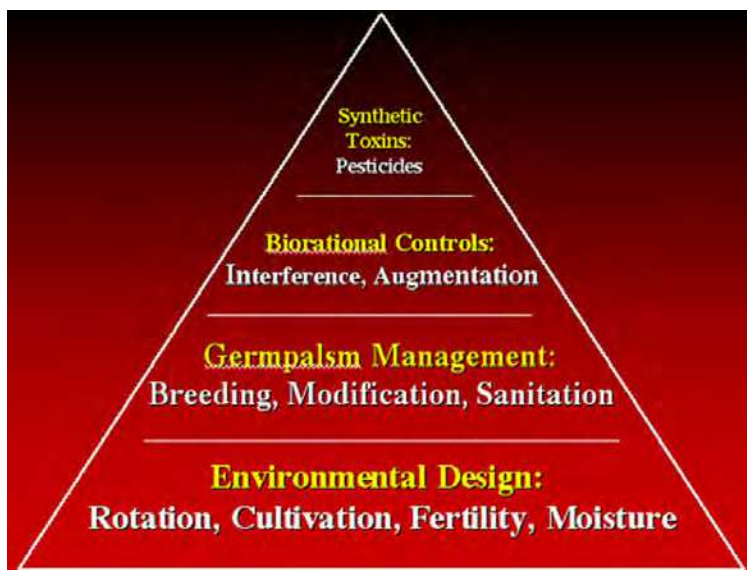 Synthetic
Toxins:
Pesticides
Biorational Controls:
Interference, Augmentation
Germpalsm Management:
Breeding, Modification, Sanitation
Environmental Design:
Rotation, Cultivation, Fertility, Moisture